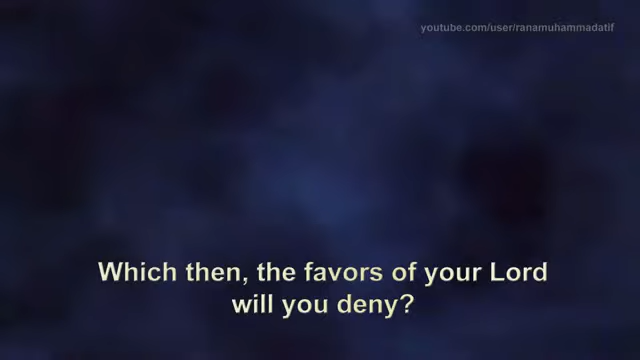 youtube.com/user/ranamuhammadatif
Which then, the favors of your Lord
will you deny?